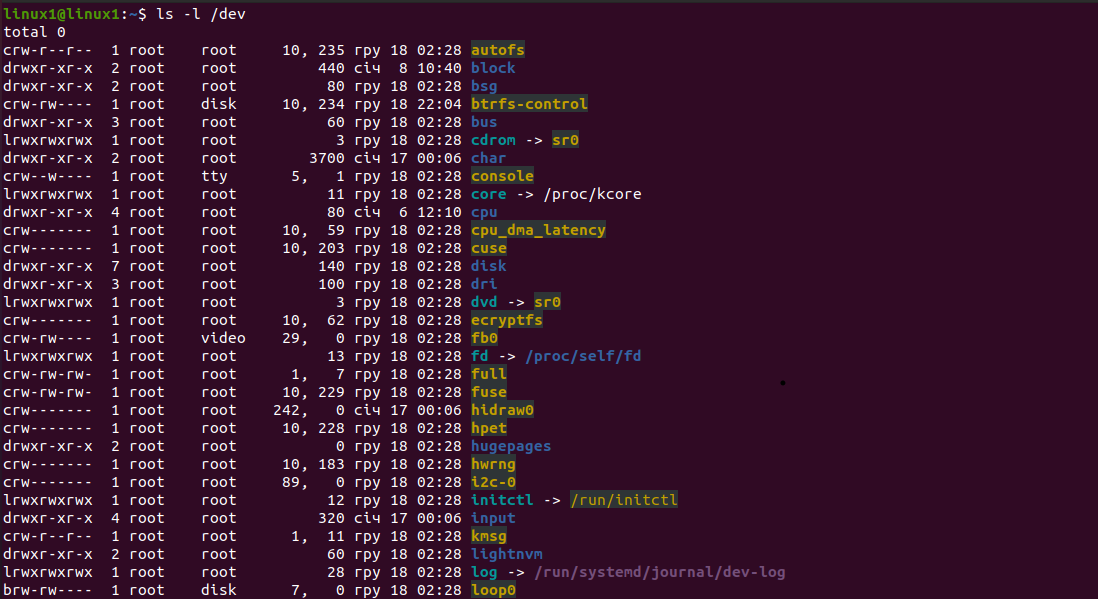 linux1@linux1:~$ ls -l /dev
total 0
crw-r--r--  1 root    root     10, 235 гру 18 02:28 autofs
drwxr-xr-x  2 root    root         440 січ  8 10:40 block
drwxr-xr-x  2 root    root          80 гру 18 02:28 bsg
crw-rw----  1 root    disk     10, 234 гру 18 22:04 btrfs-control
drwxr-xr-x  3 root    root          60 гру 18 02:28 bus
lrwxrwxrwx  1 root    root           3 гру 18 02:28 cdrom -> sr0
drwxr-xr-x  2 root    root        3700 січ 17 00:06 char
crw--w----  1 root    tty       5,   1 гру 18 02:28 console
lrwxrwxrwx  1 root    root          11 гру 18 02:28 core -> /proc/kcore
drwxr-xr-x  4 root    root          80 січ  6 12:10 cpu
crw-------  1 root    root     10,  59 гру 18 02:28 cpu_dma_latency
crw-------  1 root    root     10, 203 гру 18 02:28 cuse
drwxr-xr-x  7 root    root         140 гру 18 02:28 disk
drwxr-xr-x  3 root    root         100 гру 18 02:28 dri
lrwxrwxrwx  1 root    root           3 гру 18 02:28 dvd -> sr0
crw-------  1 root    root     10,  62 гру 18 02:28 ecryptfs
crw-rw----  1 root    video    29,   0 гру 18 02:28 fb0
lrwxrwxrwx  1 root    root          13 гру 18 02:28 fd -> /proc/self/fd
crw-rw-rw-  1 root    root      1,   7 гру 18 02:28 full
crw-rw-rw-  1 root    root     10, 229 гру 18 02:28 fuse
crw-------  1 root    root    242,   0 січ 17 00:06 hidraw0
crw-------  1 root    root     10, 228 гру 18 02:28 hpet
drwxr-xr-x  2 root    root           0 гру 18 02:28 hugepages
crw-------  1 root    root     10, 183 гру 18 02:28 hwrng
crw-------  1 root    root     89,   0 гру 18 02:28 i2c-0
lrwxrwxrwx  1 root    root          12 гру 18 02:28 initctl -> /run/initctl
drwxr-xr-x  4 root    root         320 січ 17 00:06 input
crw-r--r--  1 root    root      1,  11 гру 18 02:28 kmsg
drwxr-xr-x  2 root    root          60 гру 18 02:28 lightnvm
lrwxrwxrwx  1 root    root          28 гру 18 02:28 log -> /run/systemd/journal/dev-log
brw-rw----  1 root    disk      7,   0 гру 18 02:28 loop0